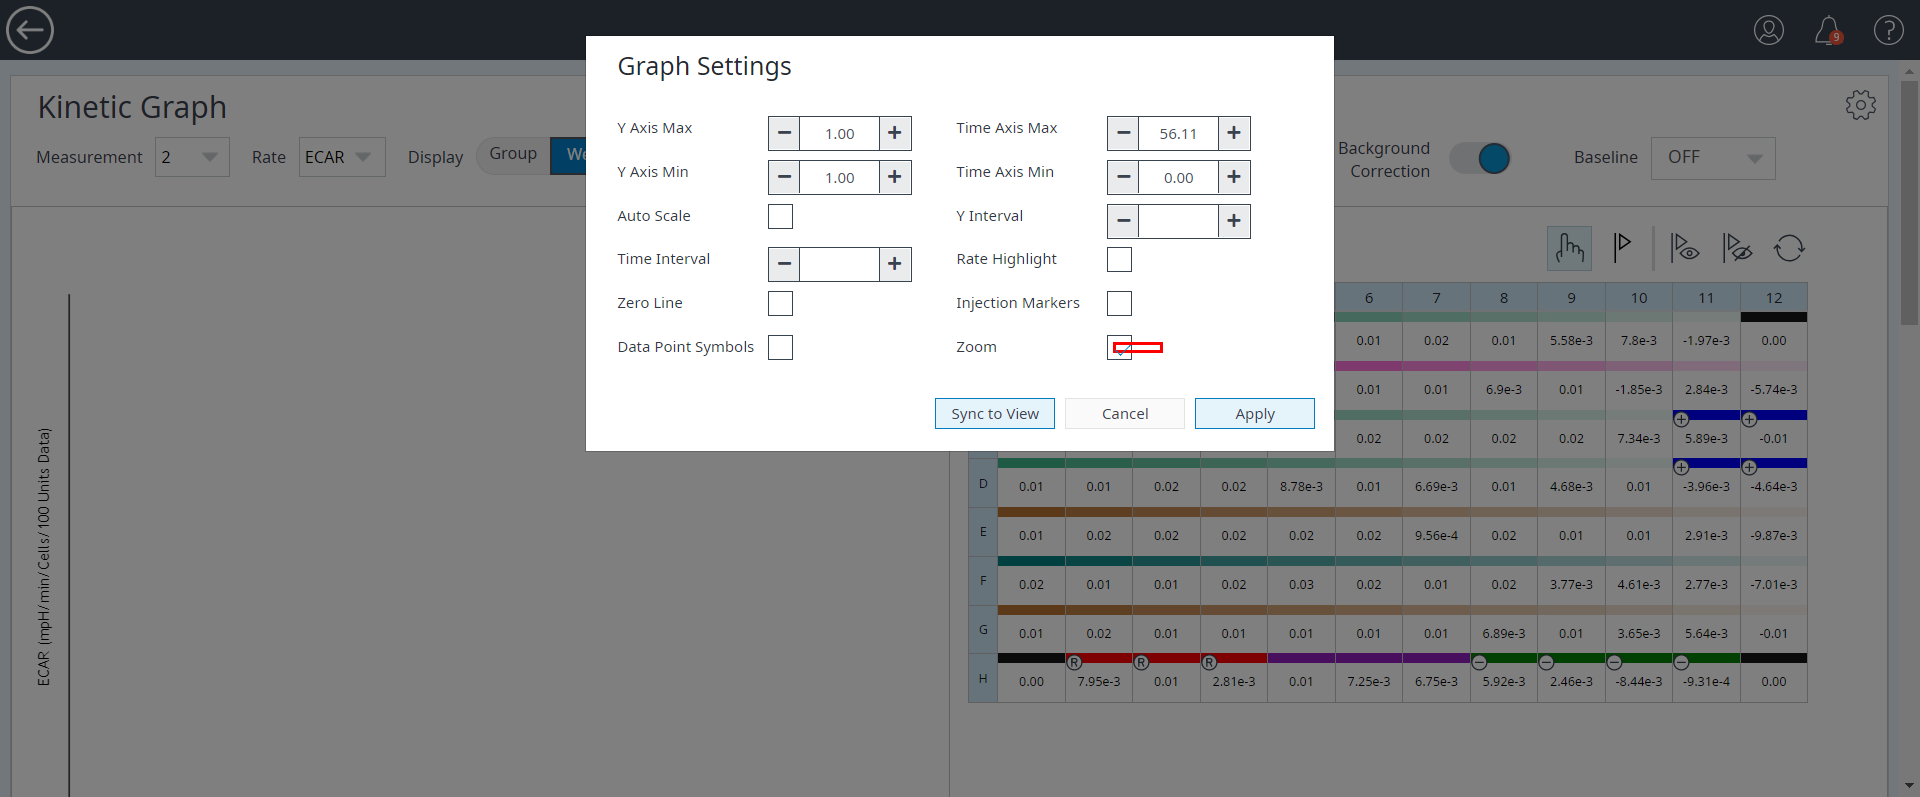 9
Graph Settings
Kinetic Graph
Measurement 2 Rate ECAR Display Group We
Background Correction
Baseline OFF
Y Axis Max 1.00 Time Axis Max 56.11
Y Axis Min 1.00 Time Axis Min 0.00
Auto Scale Y Interval
Time Interval Rate Highlight
Zero Line Injection Markers
Data Point Symbols Zoom
Sync to View Cancel Apply
ECAR (mpH/min/Cells/100 Units Data)
6 7 8 9 10 11 12
0.01 0.02 0.01 5.58e-3 7.8e-3 -1.97e-3 0.00
0.01 0.01 6.9e-3 0.01 -1.85e-3 2.84e-3 -5.74e-3
0.02 0.02 0.02 0.02 7.34e-3 5.89e-3 -0.01
D 0.01 0.01 0.02 0.02 8.78e-3 0.01 6.69e-3 0.01 4.68e-3 0.01 -3.96e-3 -4.64e-3
E 0.01 0.02 0.02 0.02 0.02 0.02 9.56e-4 0.02 0.01 0.01 2.91e-3 -9.87e-3
F 0.02 0.01 0.01 0.02 0.03 0.02 0.01 0.02 3.77e-3 4.61e-3 2.77e-3 -7.01e-3
G 0.01 0.02 0.01 0.01 0.01 0.01 0.01 6.89e-3 0.01 3.65e-3 5.64e-3 -0.01
R R R
H 0.00 7.95e-3 0.01 2.81e-3 0.01 7.25e-3 6.75e-3 5.92e-3 2.46e-3 -8.44e-3 -9.31e-4 0.00